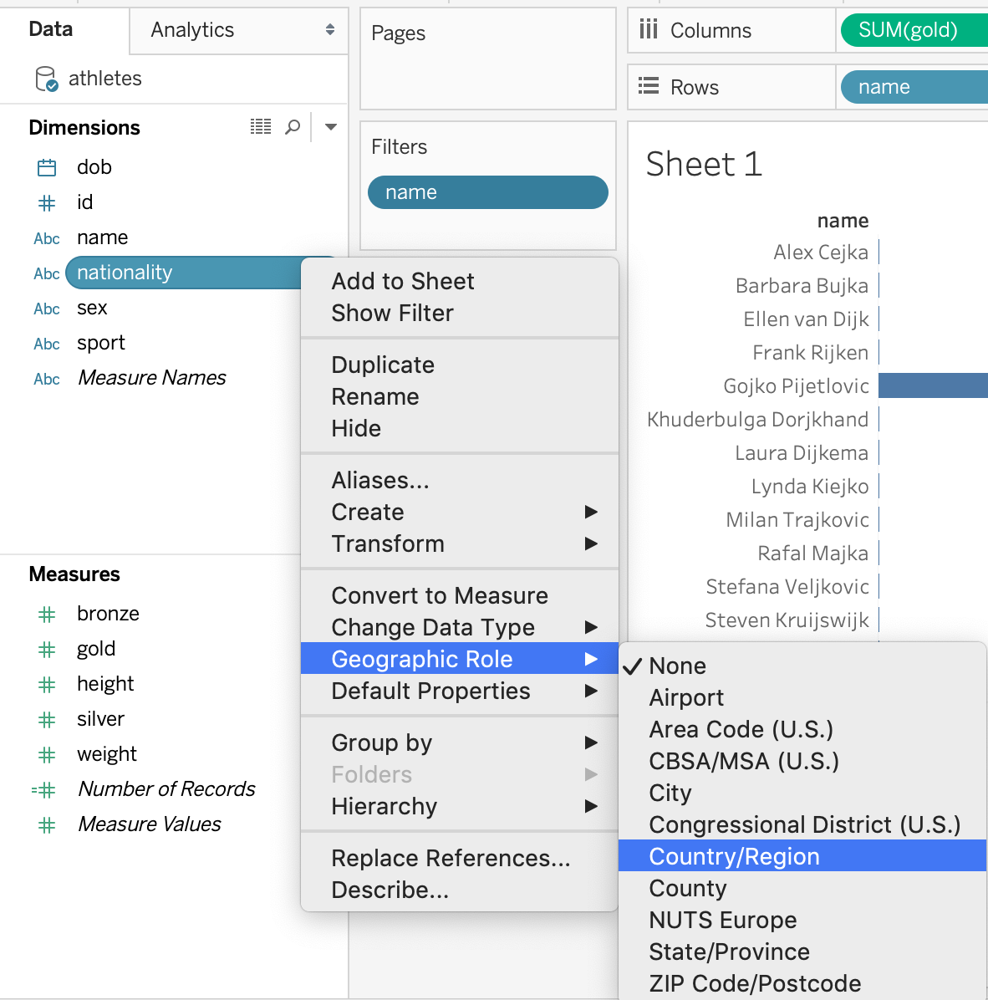 Data
Analytics
athletes
Dimensions
dob
id
Abc name
Abc nationality
Abc sex
Abc sport
Abc Measure Names
Measures
bronze
gold
height
silver
weight
Number of Records
Measure Values
Pages
Filters
name
Columns
SUM(gold)
Rows
name
Sheet 1
name
Alex Cejka
Barbara Bujka
Ellen van Dijk
Frank Rijken
Gojko Pijetlovic
Khuderbulga Dorjkhand
Laura Dijkema
Lynda Kiejko
Milan Trajkovic
Rafal Majka
Stefana Veljkovic
Steven Kruijswijk
Add to Sheet
Show Filter
Duplicate
Rename
Hide
Aliases...
Create
Transform
Convert to Measure
Change Data Type
Geographic Role
Default Properties
Group by
Folders
Hierarchy
Replace References...
Describe...
None
Airport
Area Code (U.S.)
CBSA/MSA (U.S.)
City
Congressional District (U.S.)
Country/Region
County
NUTS Europe
State/Province
ZIP Code/Postcode